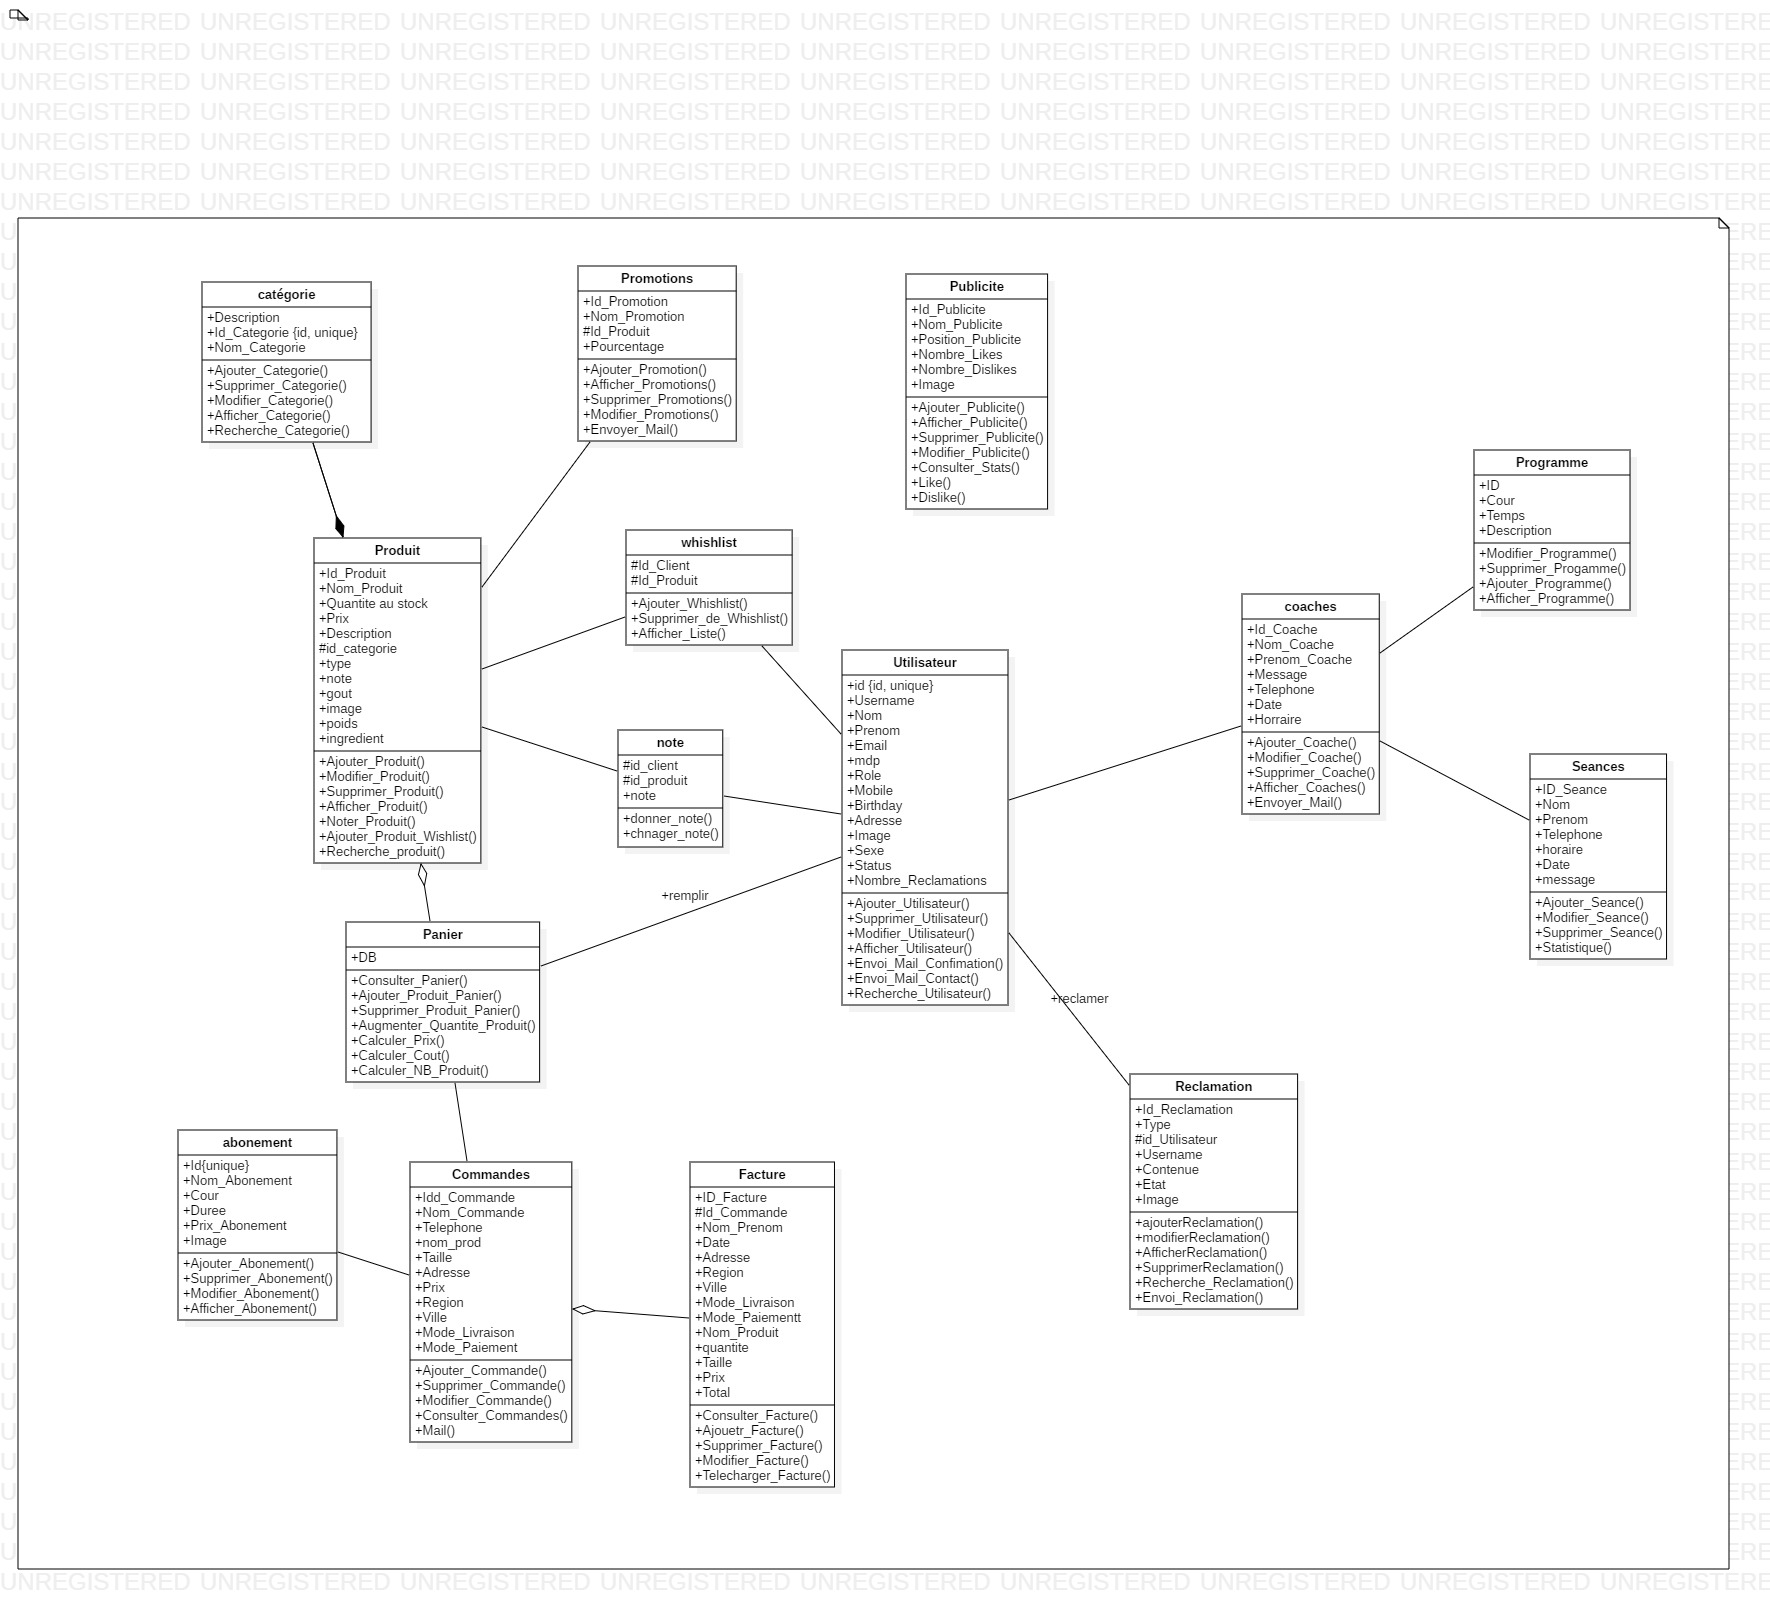 UNREGISTERED UNREGISTERED UNREGISTERED UNREGISTERED UNREGISTERED UNREGISTERED UNREGISTERED UNREGISTERED
catégorie
+Description
+Id_Categorie {id, unique}
+Nom_Categorie
+Ajouter_Categorie()
+Supprimer_Categorie()
+Modifier_Categorie()
+Afficher_Categorie()
+Recherche_Categorie()
Promotions
+Id_Promotion
+Nom_Promotion
#Id_Produit
+Pourcentage
+Ajouter_Promotion()
+Afficher_Promotions()
+Supprimer_Promotions()
+Modifier_Promotions()
+Envoyer_Mail()
Publicite
+Id_Publicite
+Nom_Publicite
+Position_Publicite
+Nombre_Likes
+Nombre_Dislikes
+Image
+Ajouter_Publicite()
+Afficher_Publicite()
+Supprimer_Publicite()
+Modifier_Publicite()
+Consulter_Stats()
+Like()
+Dislike()
Programme
+ID
+Cour
+Temps
+Description
+Modifier_Programme()
+Supprimer_Progamme()
+Ajouter_Programme()
+Afficher_Programme()
Produit
+Id_Produit
+Nom_Produit
+Quantite au stock
+Prix
+Description
#id_categorie
+type
+note
+gout
+image
+poids
+ingredient
+Ajouter_Produit()
+Modifier_Produit()
+Supprimer_Produit()
+Afficher_Produit()
+Noter_Produit()
+Ajouter_Produit_Wishlist()
+Recherche_produit()
whishlist
#Id_Client
#Id_Produit
+Ajouter_Whishlist()
+Supprimer_de_Whishlist()
+Afficher_Liste()
coaches
+Id_Coache
+Nom_Coache
+Prenom_Coache
+Message
+Telephone
+Date
+Horraire
+Ajouter_Coache()
+Modifier_Coache()
+Supprimer_Coache()
+Afficher_Coaches()
+Envoyer_Mail()
Utilisateur
+id {id, unique}
+Username
+Nom
+Prenom
+Email
+mdp
+Role
+Mobile
+Birthday
+Adresse
+Image
+Sexe
+Status
+Nombre_Reclamations
+Ajouter_Utilisateur()
+Supprimer_Utilisateur()
+Modifier_Utilisateur()
+Afficher_Utilisateur()
+Envoi_Mail_Confimation()
+Envoi_Mail_Contact()
+Recherche_Utilisateur()
note
#id_client
#id_produit
+note
+donner_note()
+chnager_note()
Seances
+ID_Seance
+Nom
+Prenom
+Telephone
+horaire
+Date
+message
+Ajouter_Seance()
+Modifier_Seance()
+Supprimer_Seance()
+Statistique()
+remplir
Panier
+DB
+Consulter_Panier()
+Ajouter_Produit_Panier()
+Supprimer_Produit_Panier()
+Augmenter_Quantite_Produit()
+Calculer_Prix()
+Calculer_Cout()
+Calculer_NB_Produit()
+reclamer
Reclamation
+Id_Reclamation
+Type
#id_Utilisateur
+Username
+Contenue
+Etat
+Image
+ajouterReclamation()
+modifierReclamation()
+AfficherReclamation()
+SupprimerReclamation()
+Recherche_Reclamation()
+Envoi_Reclamation()
abonement
+Id{unique}
+Nom_Abonement
+Cour
+Duree
+Prix_Abonement
+Image
+Ajouter_Abonement()
+Supprimer_Abonement()
+Modifier_Abonement()
+Afficher_Abonement()
Commandes
+Idd_Commande
+Nom_Commande
+Telephone
+nom_prod
+Taille
+Adresse
+Prix
+Region
+Ville
+Mode_Livraison
+Mode_Paiement
+Ajouter_Commande()
+Supprimer_Commande()
+Modifier_Commande()
+Consulter_Commandes()
+Mail()
Facture
+ID_Facture
#Id_Commande
+Nom_Prenom
+Date
+Adresse
+Region
+Ville
+Mode_Livraison
+Mode_Paiementt
+Nom_Produit
+quantite
+Taille
+Prix
+Total
+Consulter_Facture()
+Ajouetr_Facture()
+Supprimer_Facture()
+Modifier_Facture()
+Telecharger_Facture()